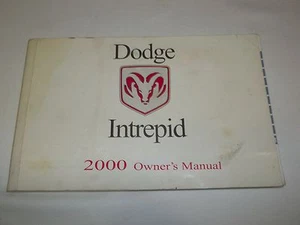 Dodge
Intrepid
2000 Owner's Manual